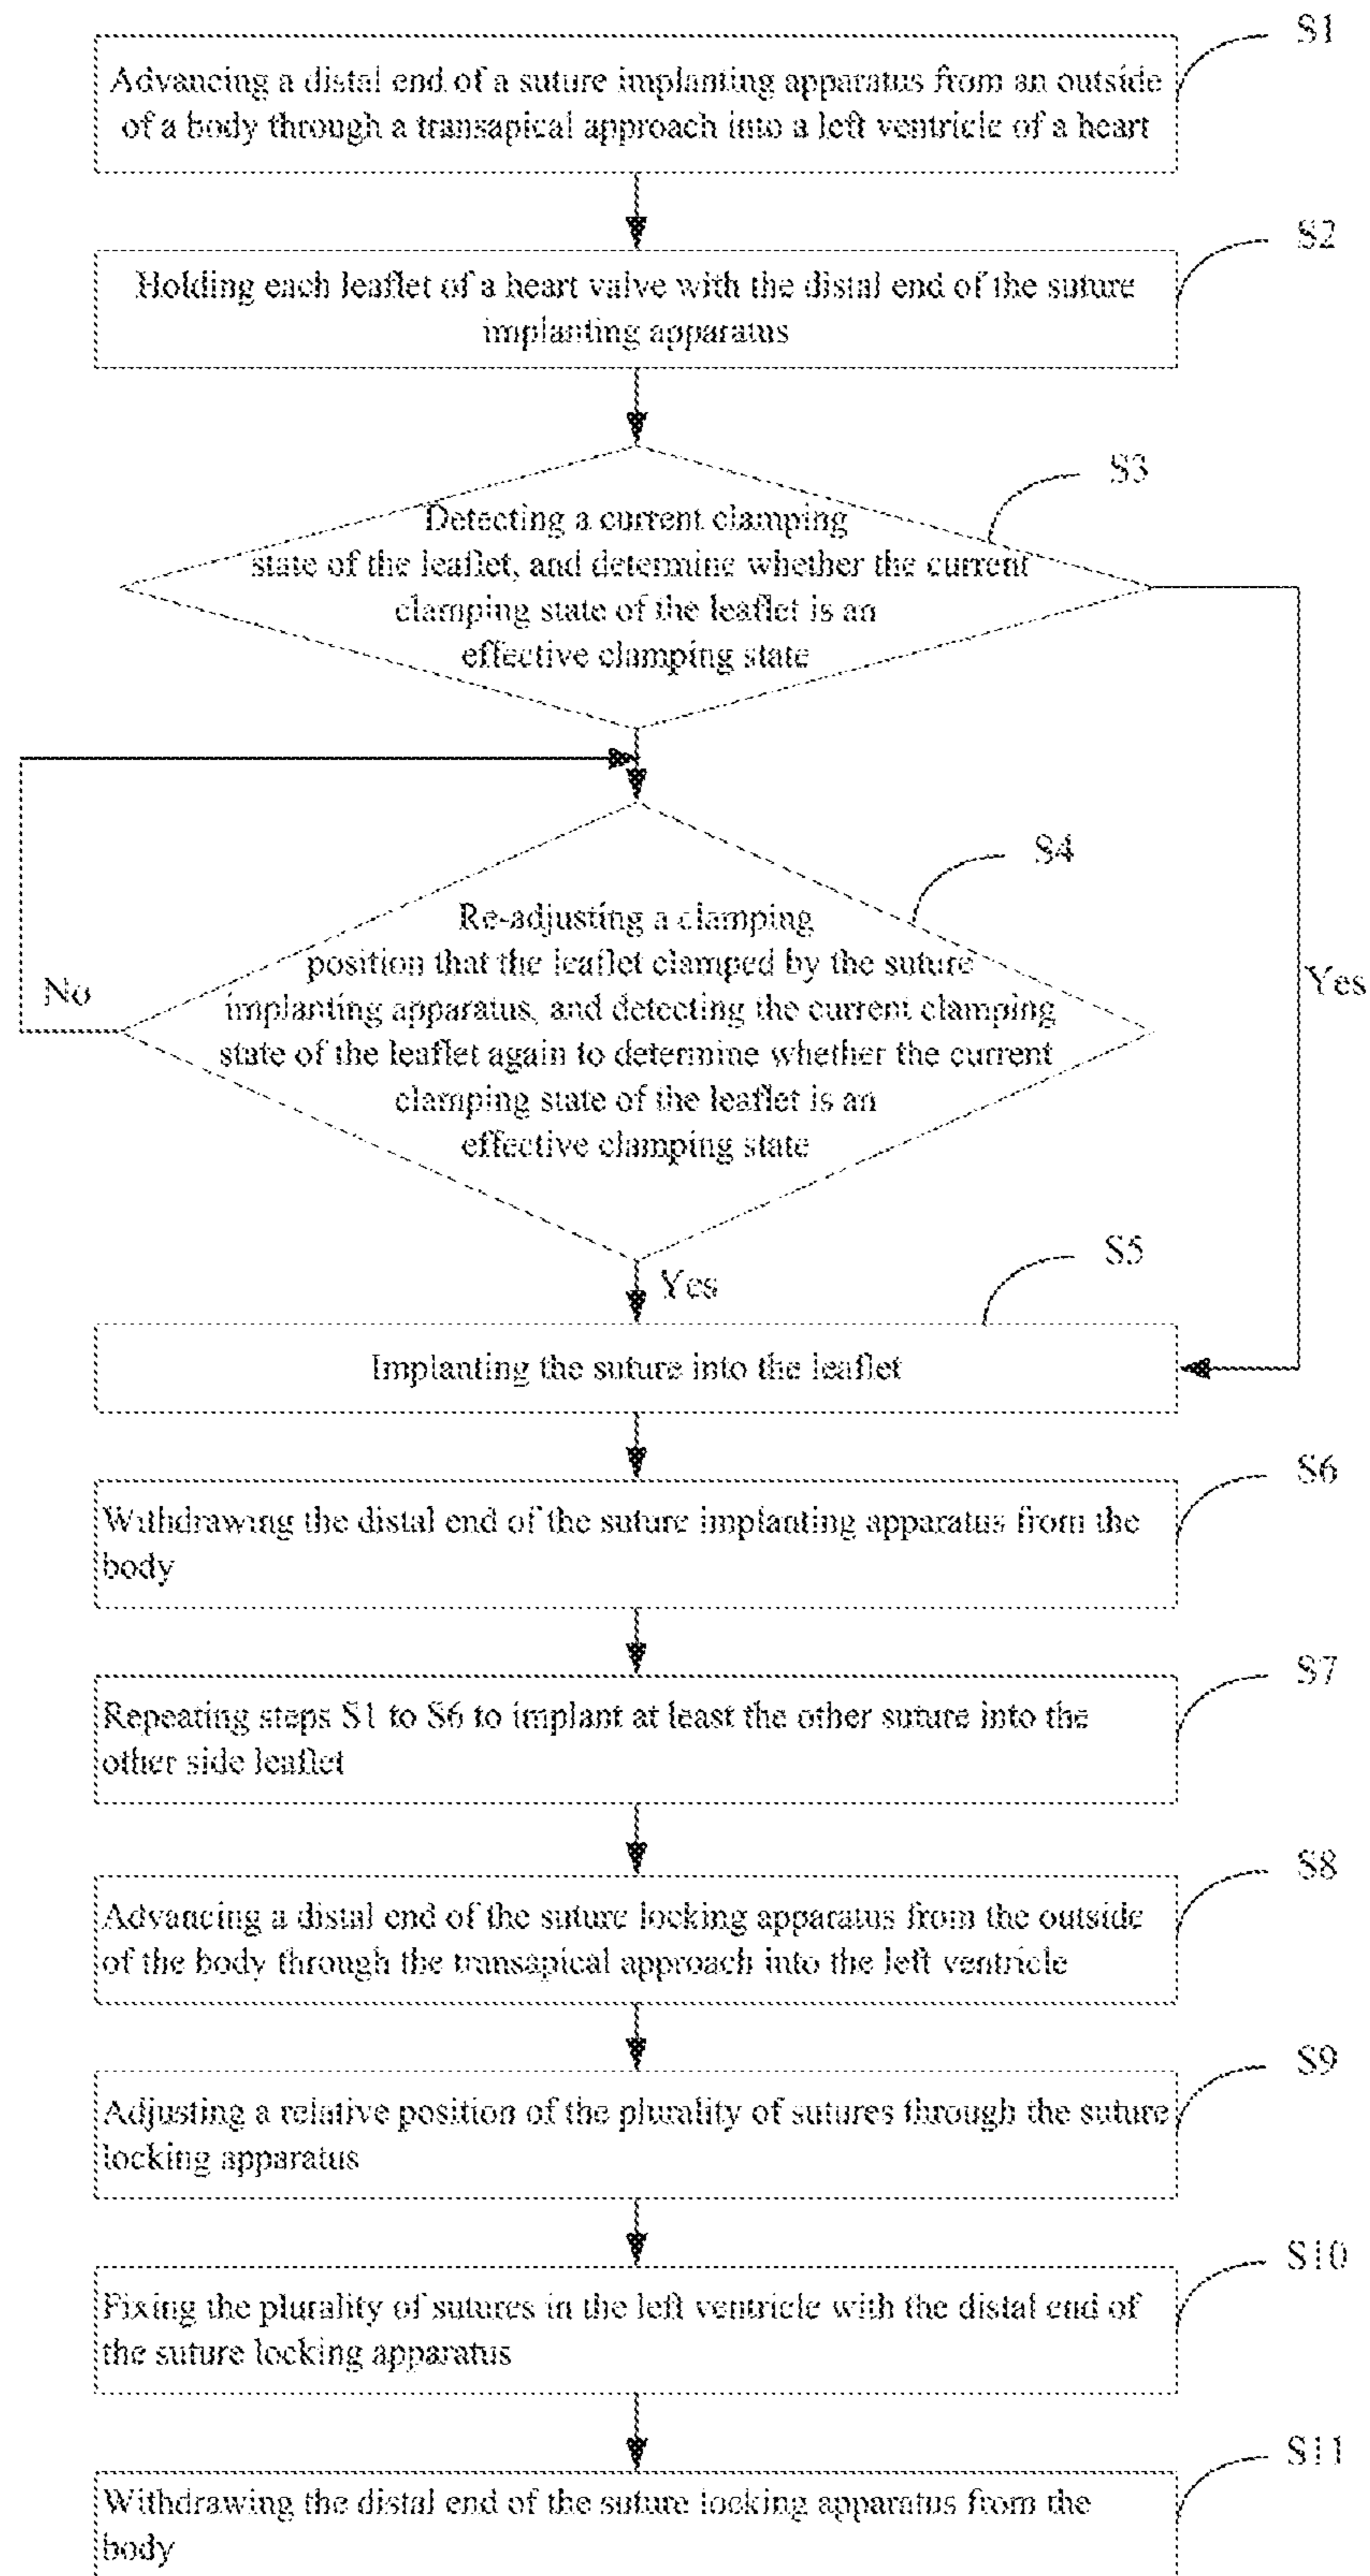 S1
Advancing a distal end of a suture implanting apparatus from an outside
of a body through a transapical approach into a left ventricle of a heart
S2
Holding each leaflet of a heart valve with the distal end of the suture
implanting apparatus
S3
Detecting a current clamping
state of the leaflet, and determine whether the current
clamping state of the leaflet is an
effective clamping state
S4
Re-adjusting a clamping
position that the leaflet clamped by the suture
implanting apparatus, and detecting the current clamping
state of the leaflet again to determine whether the current
clamping state of the leaflet is an
effective clamping state
No
Yes
Yes
S5
Implanting the suture into the leaflet
S6
Withdrawing the distal end of the suture implanting apparatus from the
body
S7
Repeating steps S1 to S6 to implant at least the other suture into the
other side leaflet
S8
Advancing a distal end of the suture locking apparatus from the outside
of the body through the transapical approach into the left ventricle
S9
Adjusting a relative position of the plurality of sutures through the suture
locking apparatus
S10
Fixing the plurality of sutures in the left ventricle with the distal end of
the suture locking apparatus
S11
Withdrawing the distal end of the suture locking apparatus from the
body